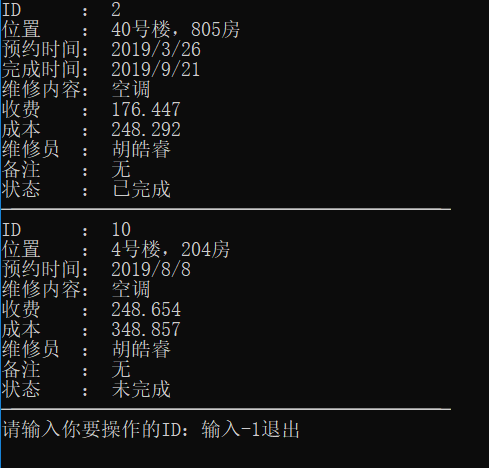 ID      ： 2
位置    ： 40号楼，805房
预约时间： 2019/3/26
完成时间： 2019/9/21
维修内容： 空调
收费    ： 176.447
成本    ： 248.292
维修员  ： 胡皓睿
备注    ： 无
状态    ： 已完成
ID      ： 10
位置    ： 4号楼，204房
预约时间： 2019/8/8
维修内容： 空调
收费    ： 248.654
成本    ： 348.857
维修员  ： 胡皓睿
备注    ： 无
状态    ： 未完成
请输入你要操作的ID：输入-1退出